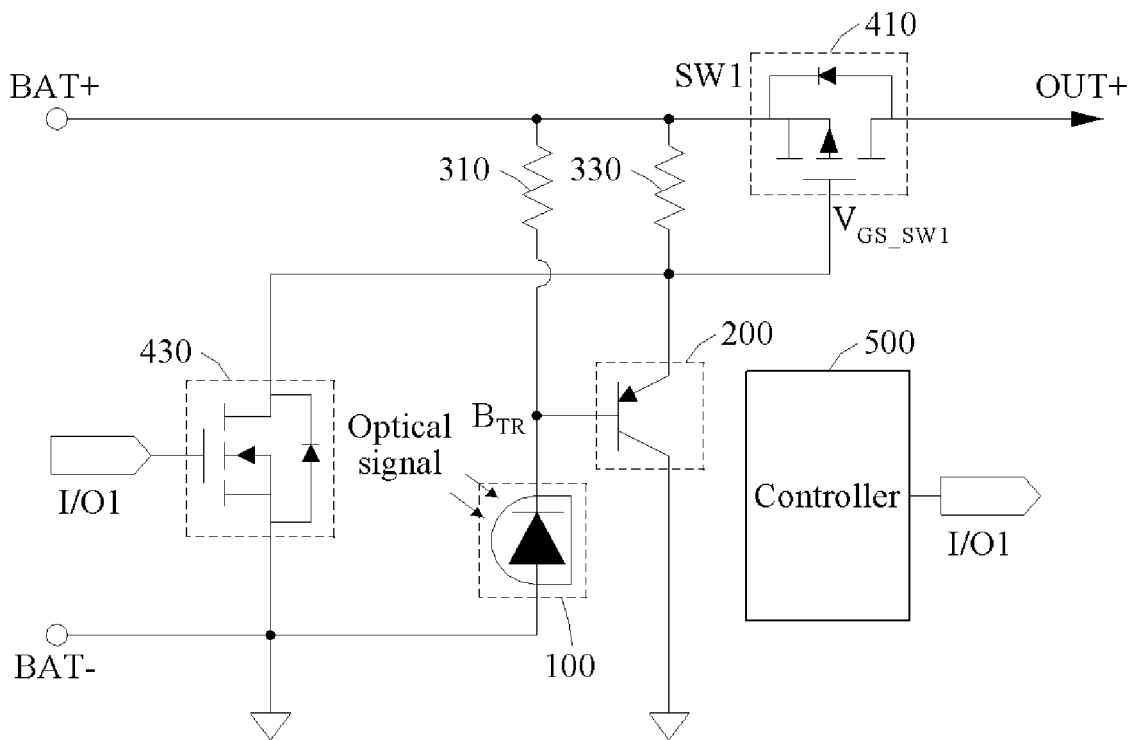 410
SW1
BAT+
OUT+
310
330
V_GS_SW1
200
500
430
B_TR
Optical
signal
I/O1
Controller
I/O1
100
BAT-